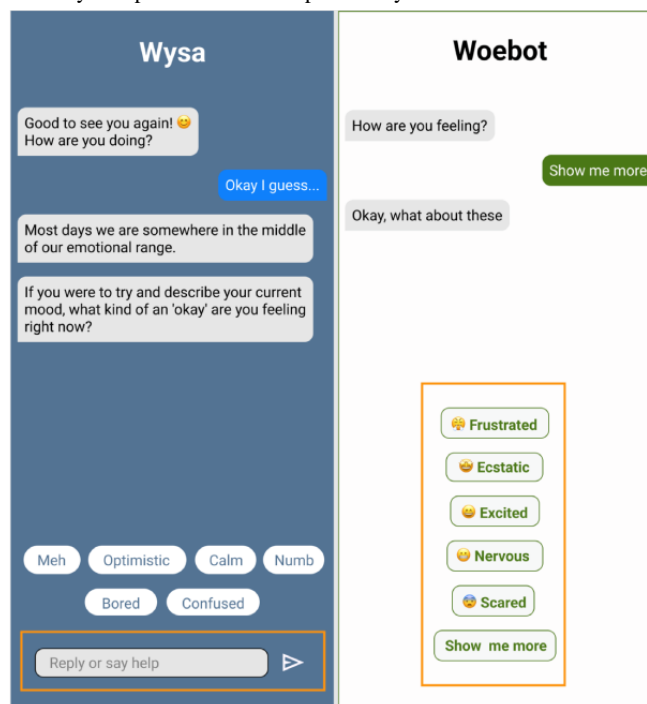 Wysa
Good to see you again! 😊
How are you doing?
Okay I guess...
Most days we are somewhere in the middle
of our emotional range.
If you were to try and describe your current
mood, what kind of an 'okay' are you feeling
right now?
Meh Optimistic Calm Numb
Bored Confused
Reply or say help
Woebot
How are you feeling?
Show me more
Okay, what about these
😤 Frustrated
🤩 Ecstatic
😀 Excited
😬 Nervous
😨 Scared
Show me more